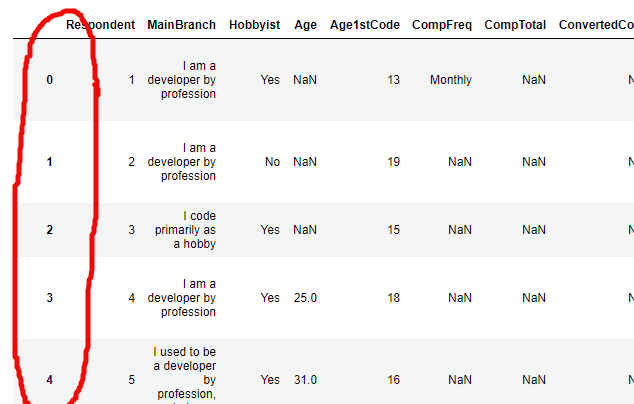 Respondent MainBranch Hobbyist Age Age1stCode CompFreq CompTotal ConvertedCo
0 1 I am a developer by profession Yes NaN 13 Monthly NaN N
1 2 I am a developer by profession No NaN 19 NaN NaN N
2 3 I code primarily as a hobby Yes NaN 15 NaN NaN N
3 4 I am a developer by profession Yes 25.0 18 NaN NaN N
4 5 I used to be a developer by profession, Yes 31.0 16 NaN NaN N